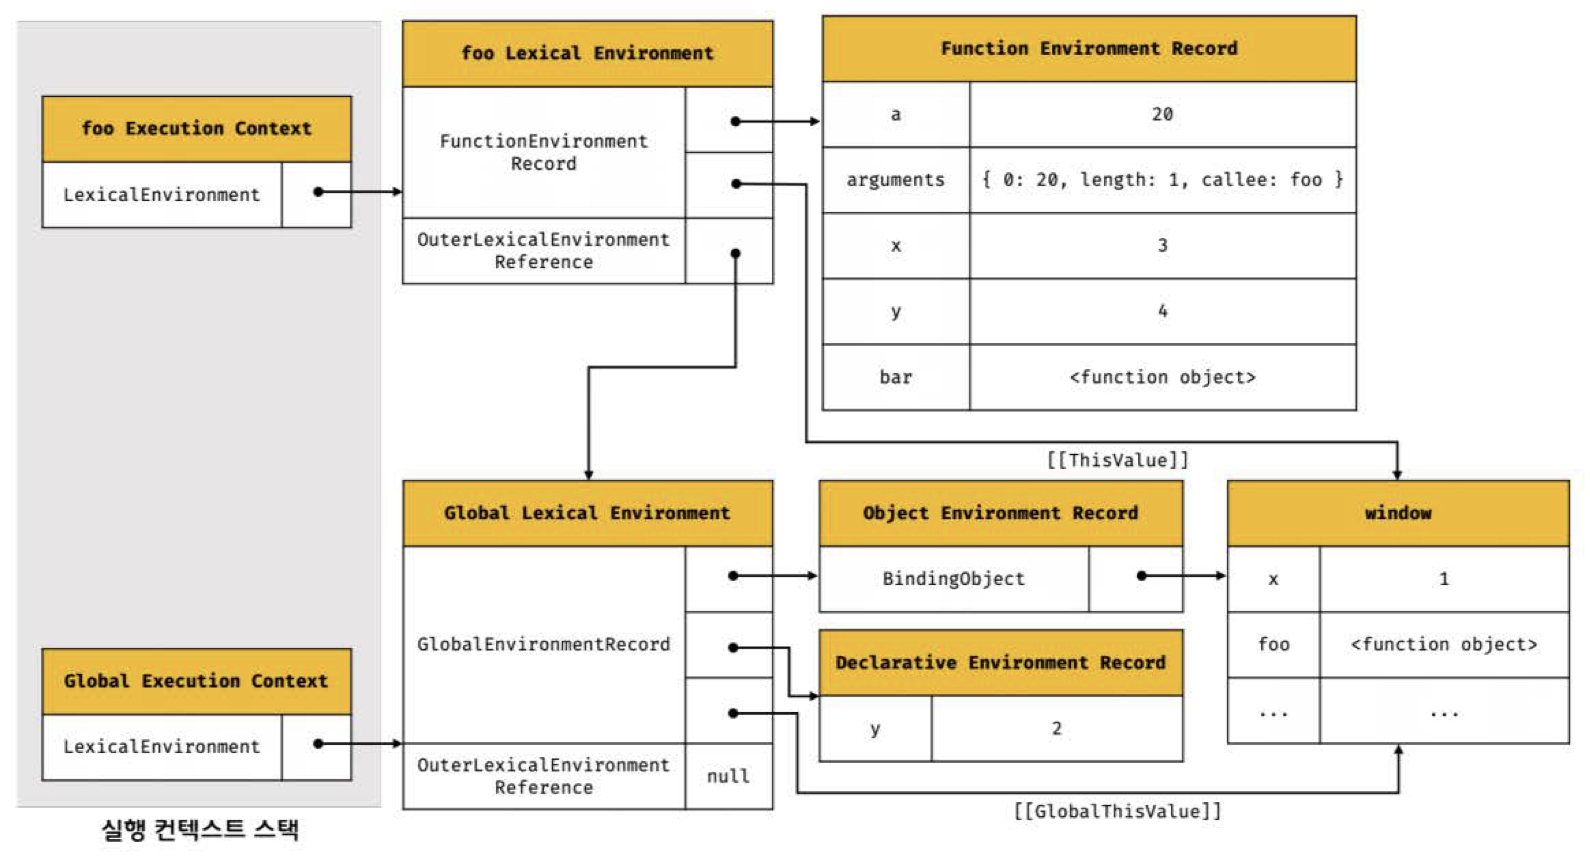 foo Execution Context
LexicalEnvironment
foo Lexical Environment
FunctionEnvironment
Record
OuterLexicalEnvironment
Reference
Function Environment Record
a
20
arguments
{ 0: 20, length: 1, callee: foo }
x
3
y
4
bar
<function object>
[[ThisValue]]
Global Execution Context
LexicalEnvironment
Global Lexical Environment
GlobalEnvironmentRecord
OuterLexicalEnvironment
Reference
null
Object Environment Record
BindingObject
Declarative Environment Record
y
2
window
x
1
foo
<function object>
...
...
[[GlobalThisValue]]
실행 컨텍스트 스택